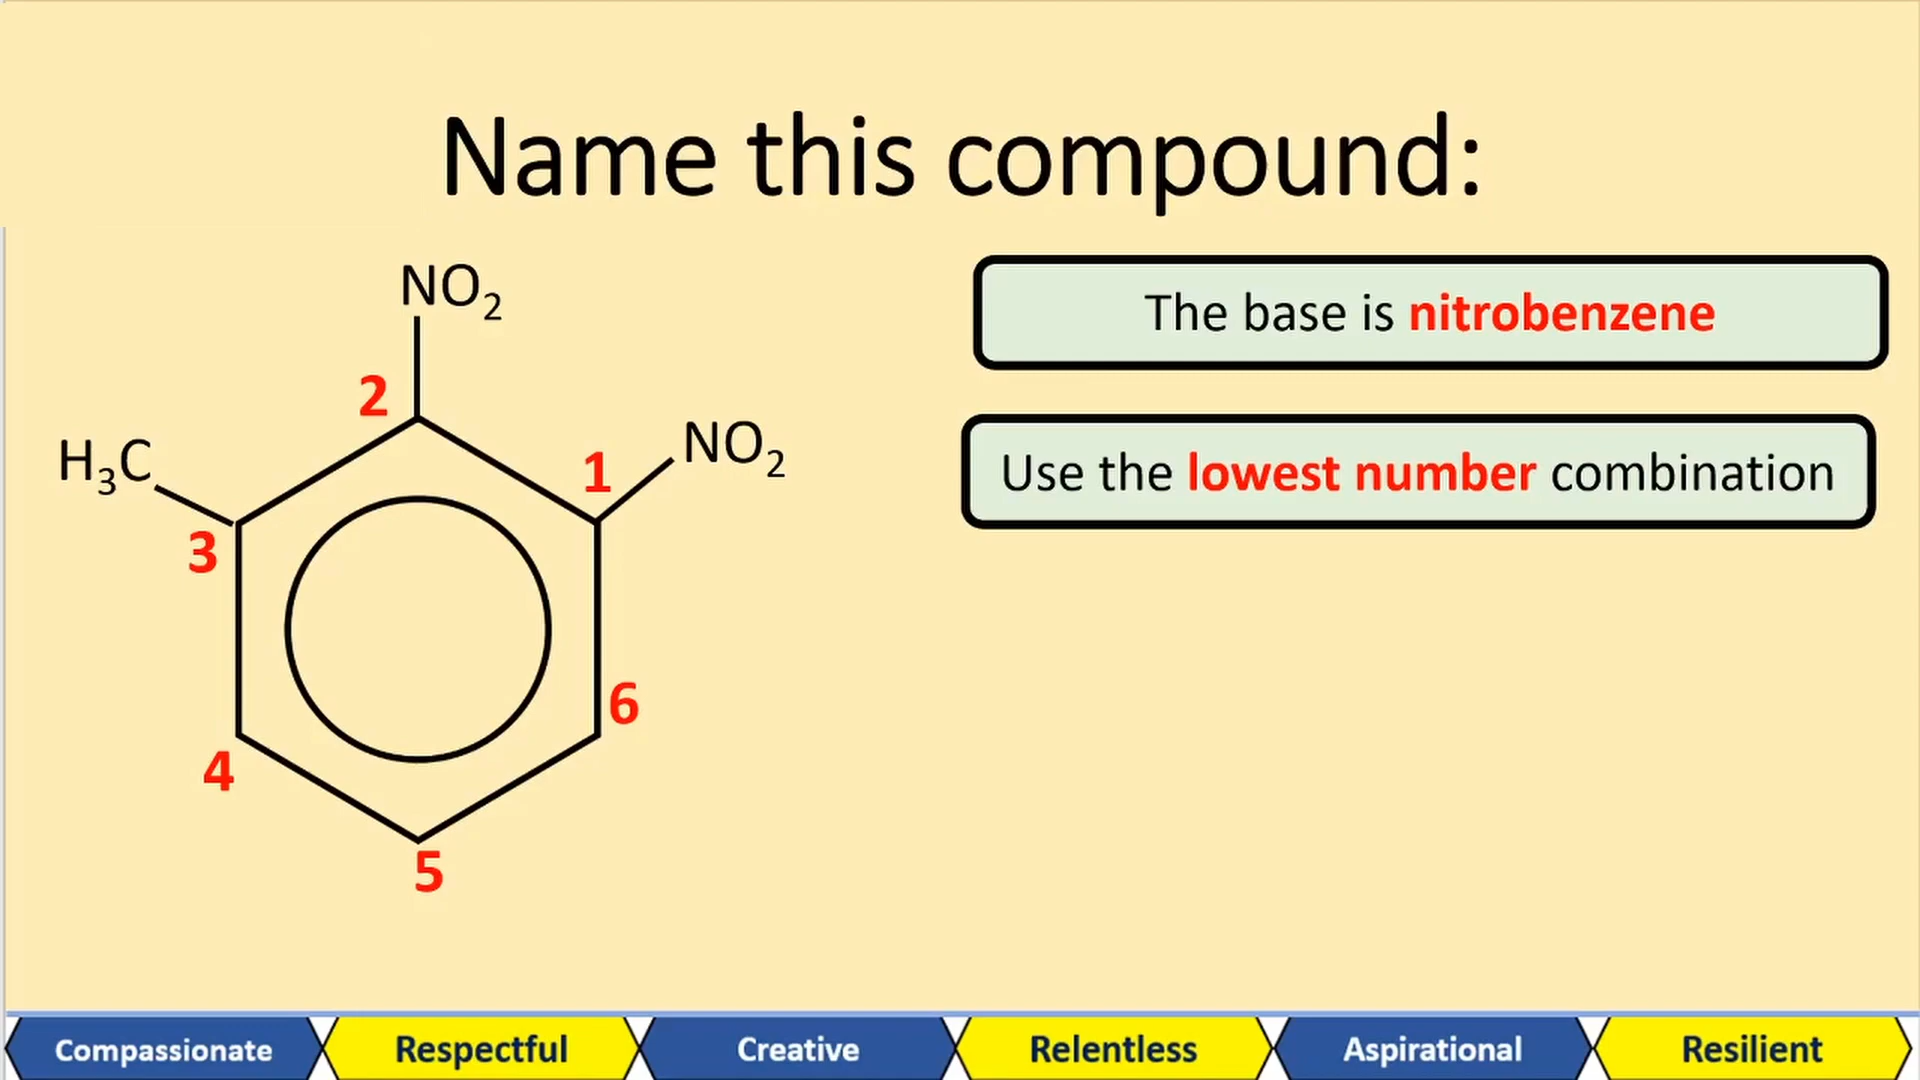 Name this compound:
NO₂
The base is nitrobenzene
2
NO₂
H₃C
1
Use the lowest number combination
3
6
4
5
Compassionate
Respectful
Creative
Relentless
Aspirational
Resilient